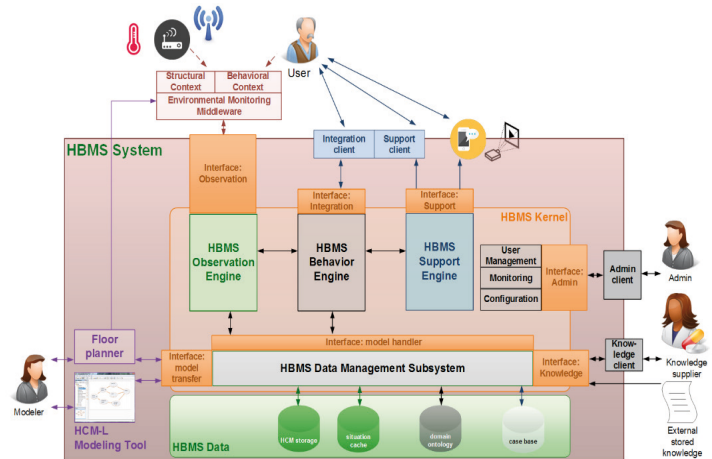 Structural
Context
Behavioral
Context
User
Environmental Monitoring
Middleware
HBMS System
Interface:
Observation
Integration
client
Support
client
Interface:
Integration
Interface:
Support
HBMS Kernel
HBMS
Observation
Engine
HBMS
Behavior
Engine
HBMS
Support
Engine
User
Management
Monitoring
Configuration
Interface:
Admin
Admin
client
Admin
Floor
planner
Interface:
model
transfer
Interface: model handler
HBMS Data Management Subsystem
Interface:
Knowledge
Know-
ledge
client
Knowledge
supplier
Modeler
HCM-L
Modeling Tool
HBMS Data
HCM storage
situation
cache
domain
ontology
case base
External
stored
knowledge